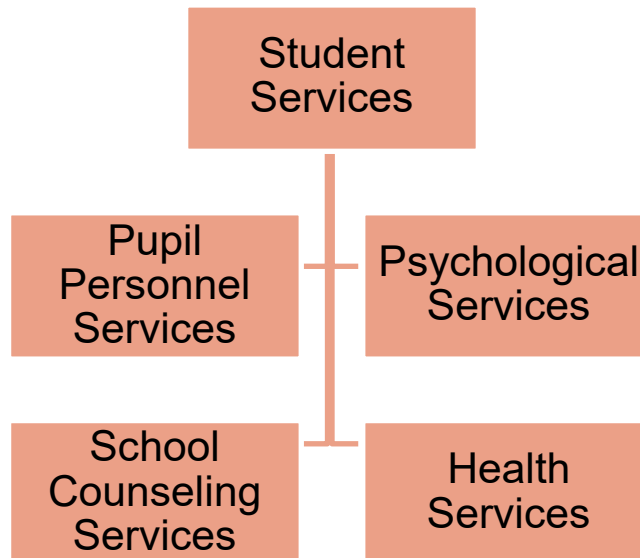 Student
Services
Pupil
Personnel
Services
Psychological
Services
School
Counseling
Services
Health
Services